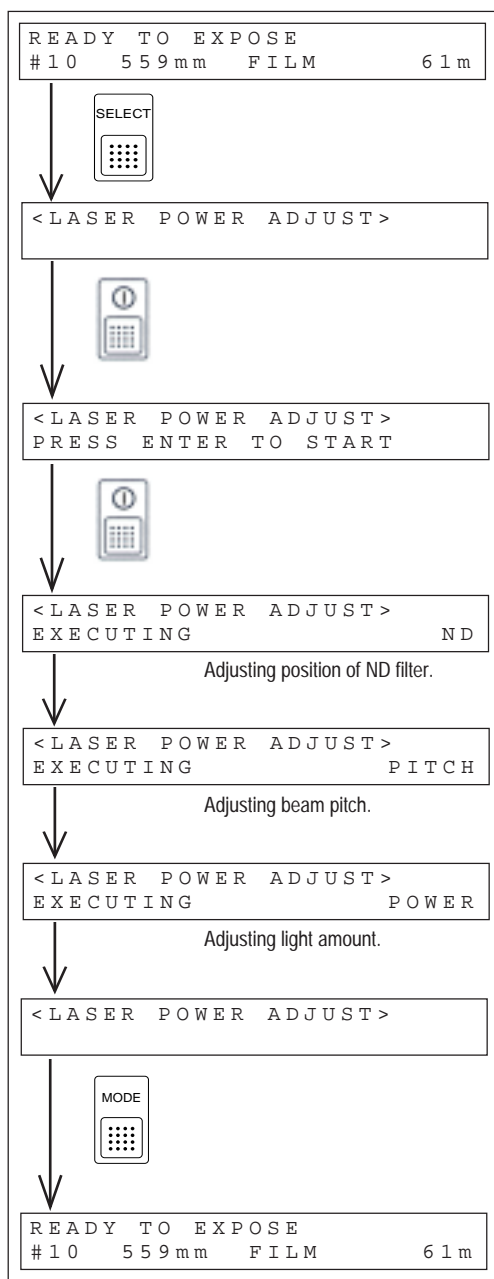 READY TO EXPOSE
#10 559mm FILM 61m
SELECT
<LASER POWER ADJUST>
<LASER POWER ADJUST>
PRESS ENTER TO START
<LASER POWER ADJUST>
EXECUTING ND
Adjusting position of ND filter.
<LASER POWER ADJUST>
EXECUTING PITCH
Adjusting beam pitch.
<LASER POWER ADJUST>
EXECUTING POWER
Adjusting light amount.
<LASER POWER ADJUST>
MODE
READY TO EXPOSE
#10 559mm FILM 61m